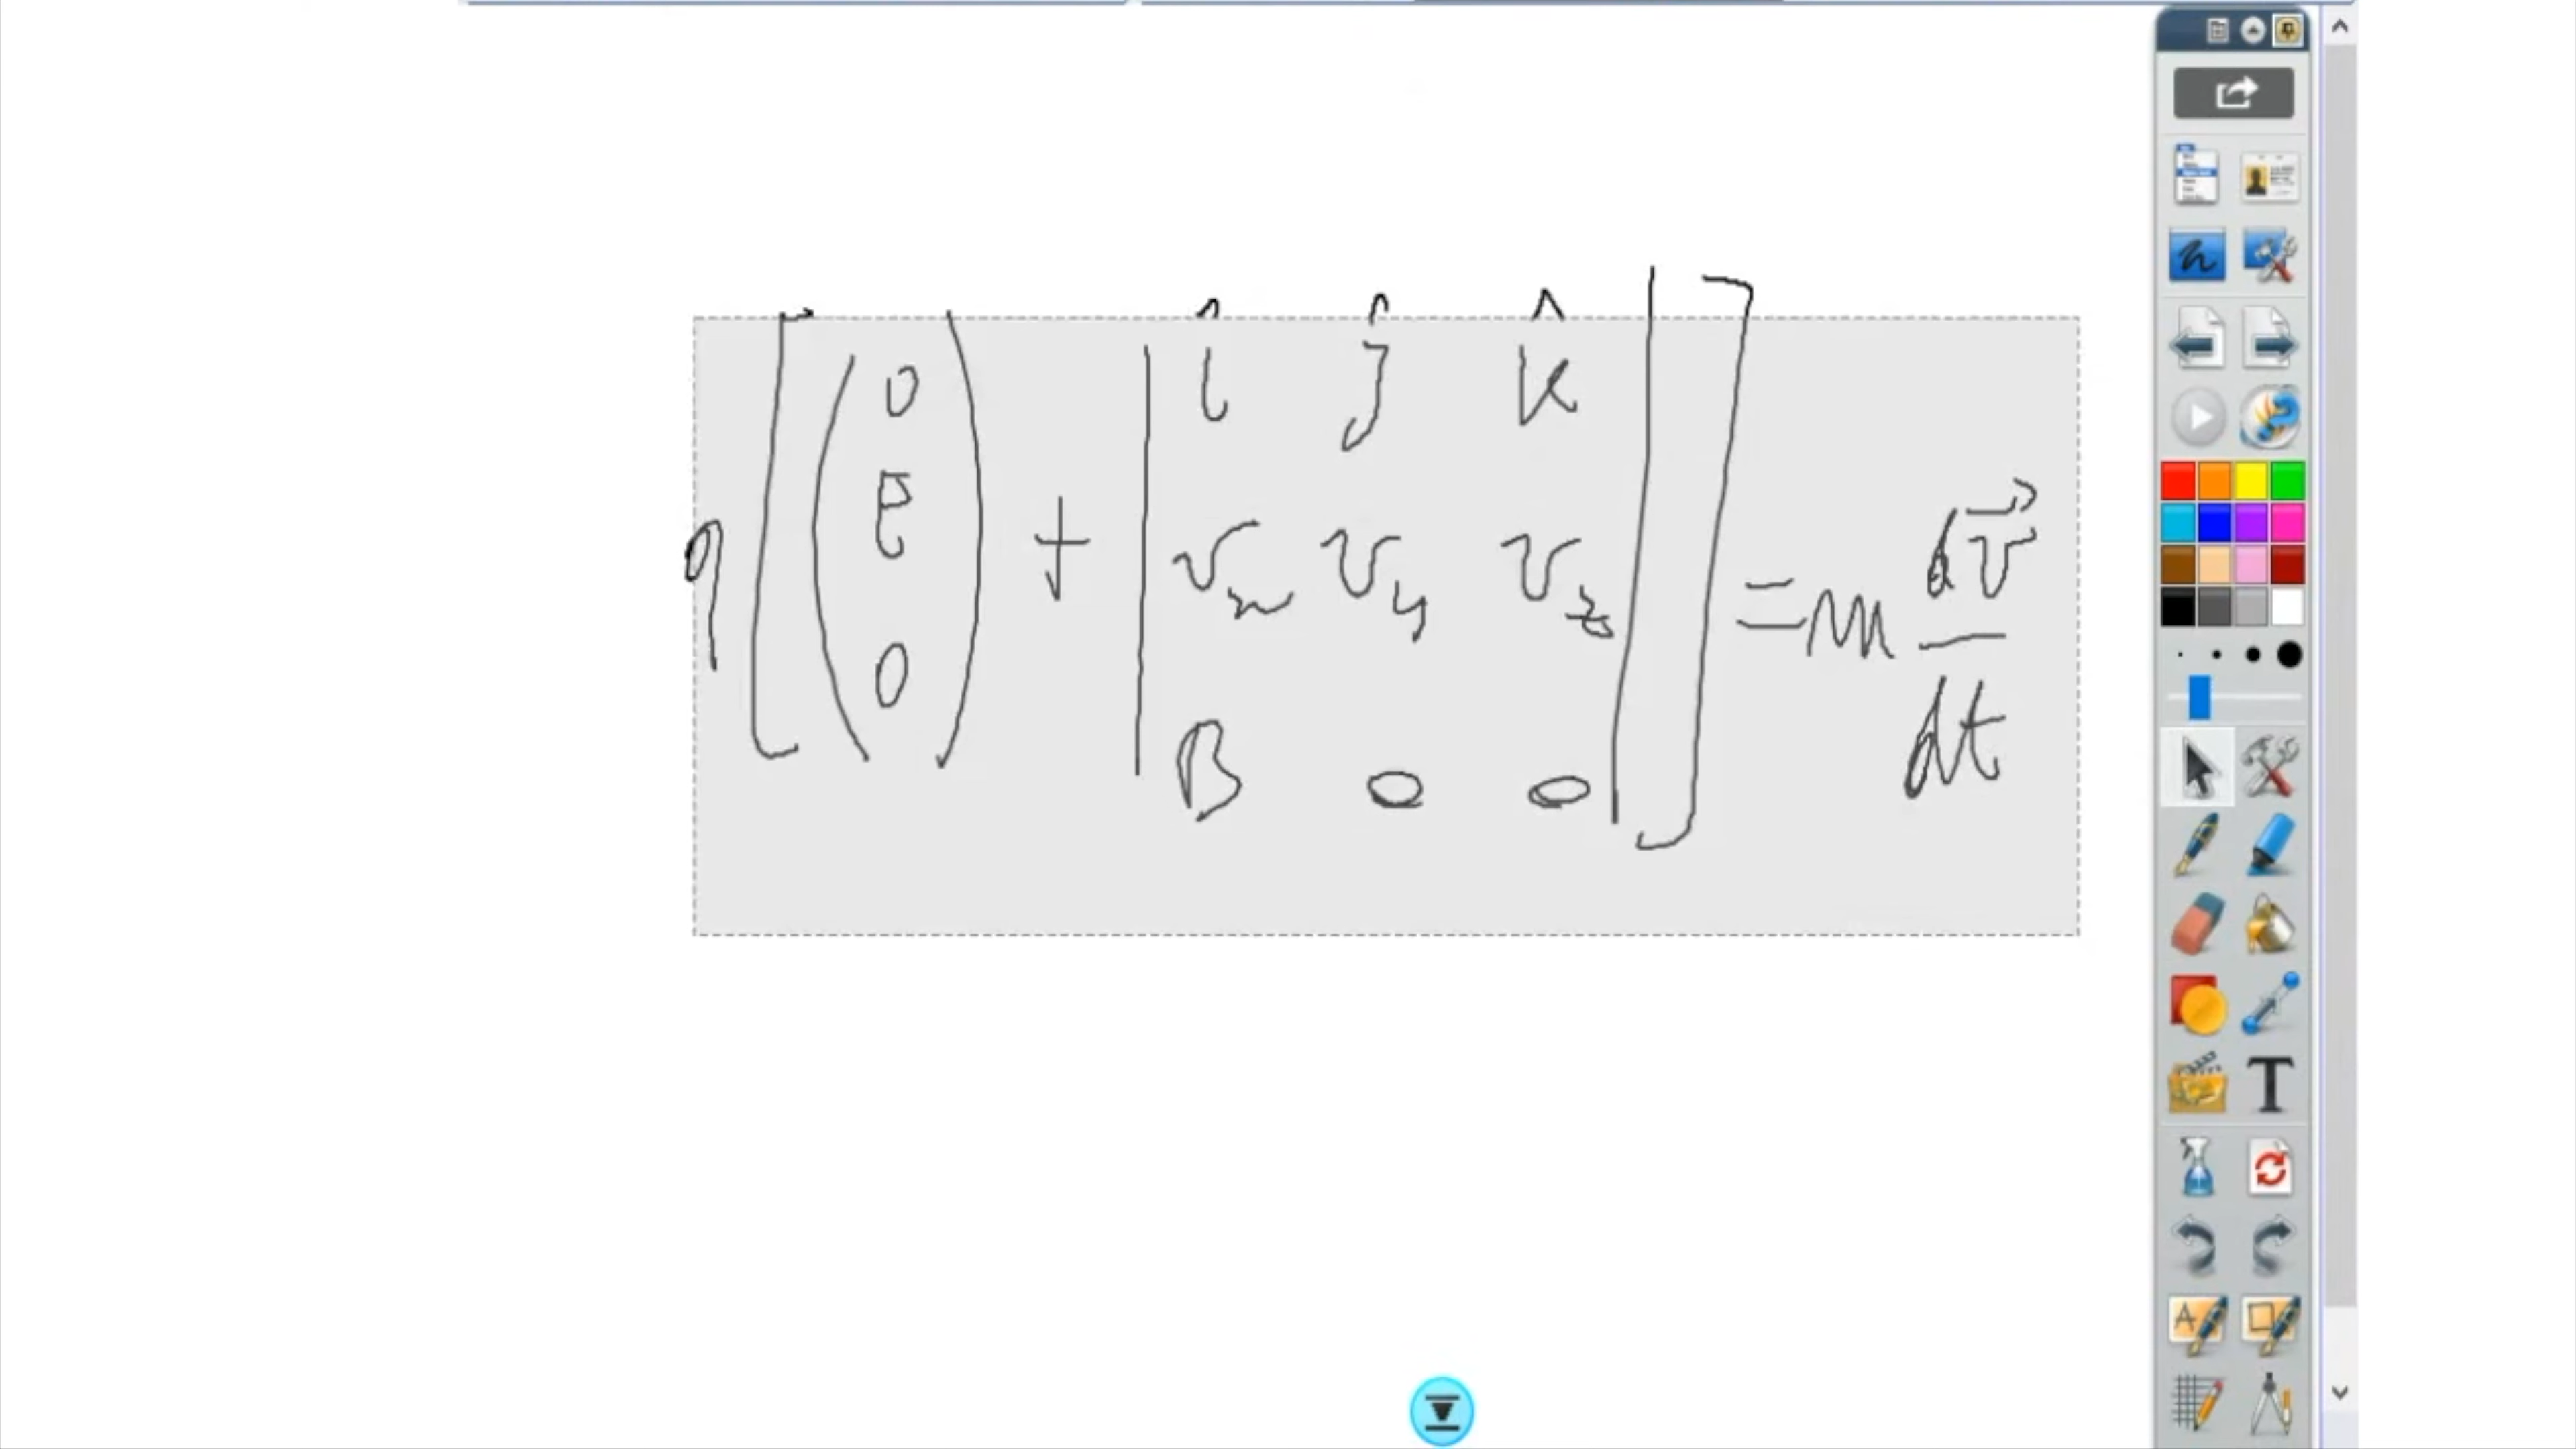 q [ ( 0 E 0 ) + | î ĵ k̂ | ] = m dv⃗/dt
v_x v_y v_z
B 0 0
T